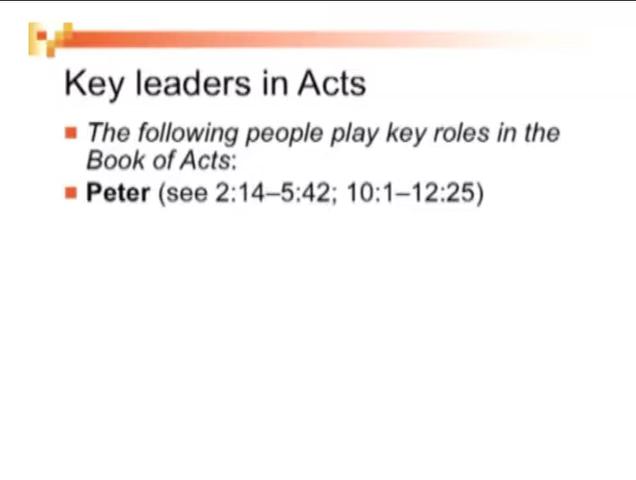 Key leaders in Acts
The following people play key roles in the
Book of Acts:
Peter (see 2:14–5:42; 10:1–12:25)